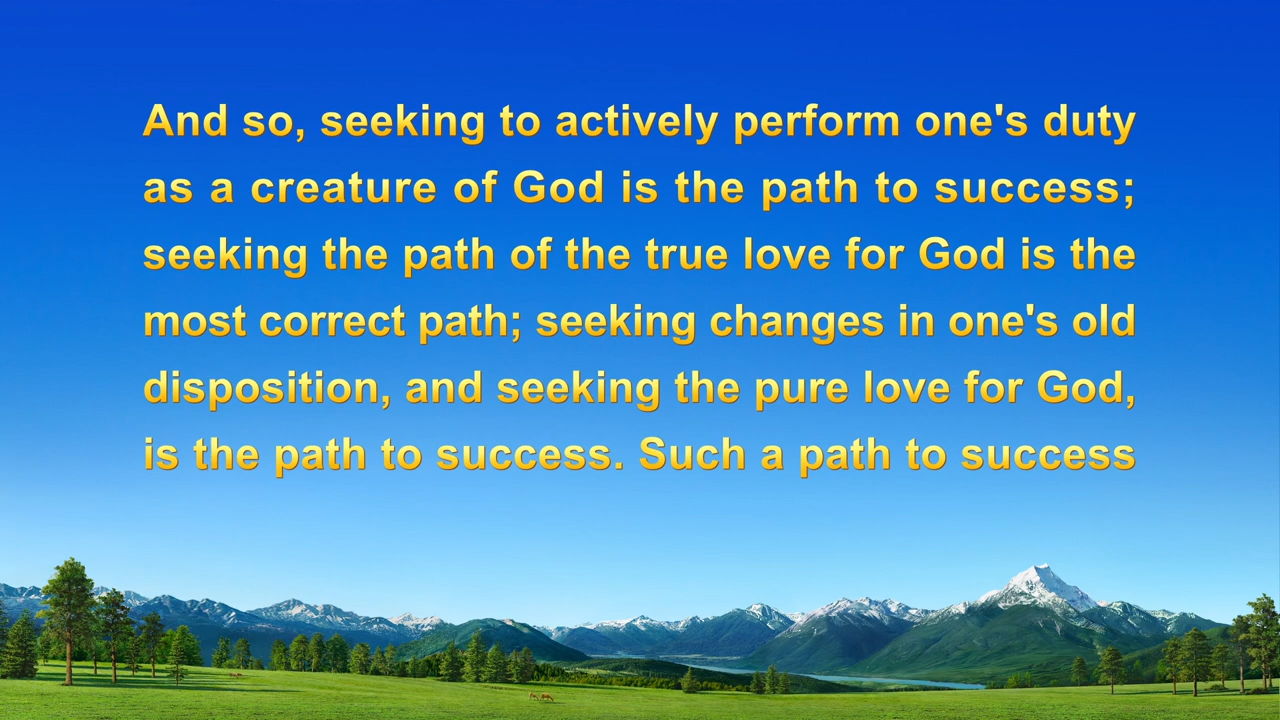 And so, seeking to actively perform one's duty
as a creature of God is the path to success;
seeking the path of the true love for God is the
most correct path; seeking changes in one's old
disposition, and seeking the pure love for God,
is the path to success. Such a path to success